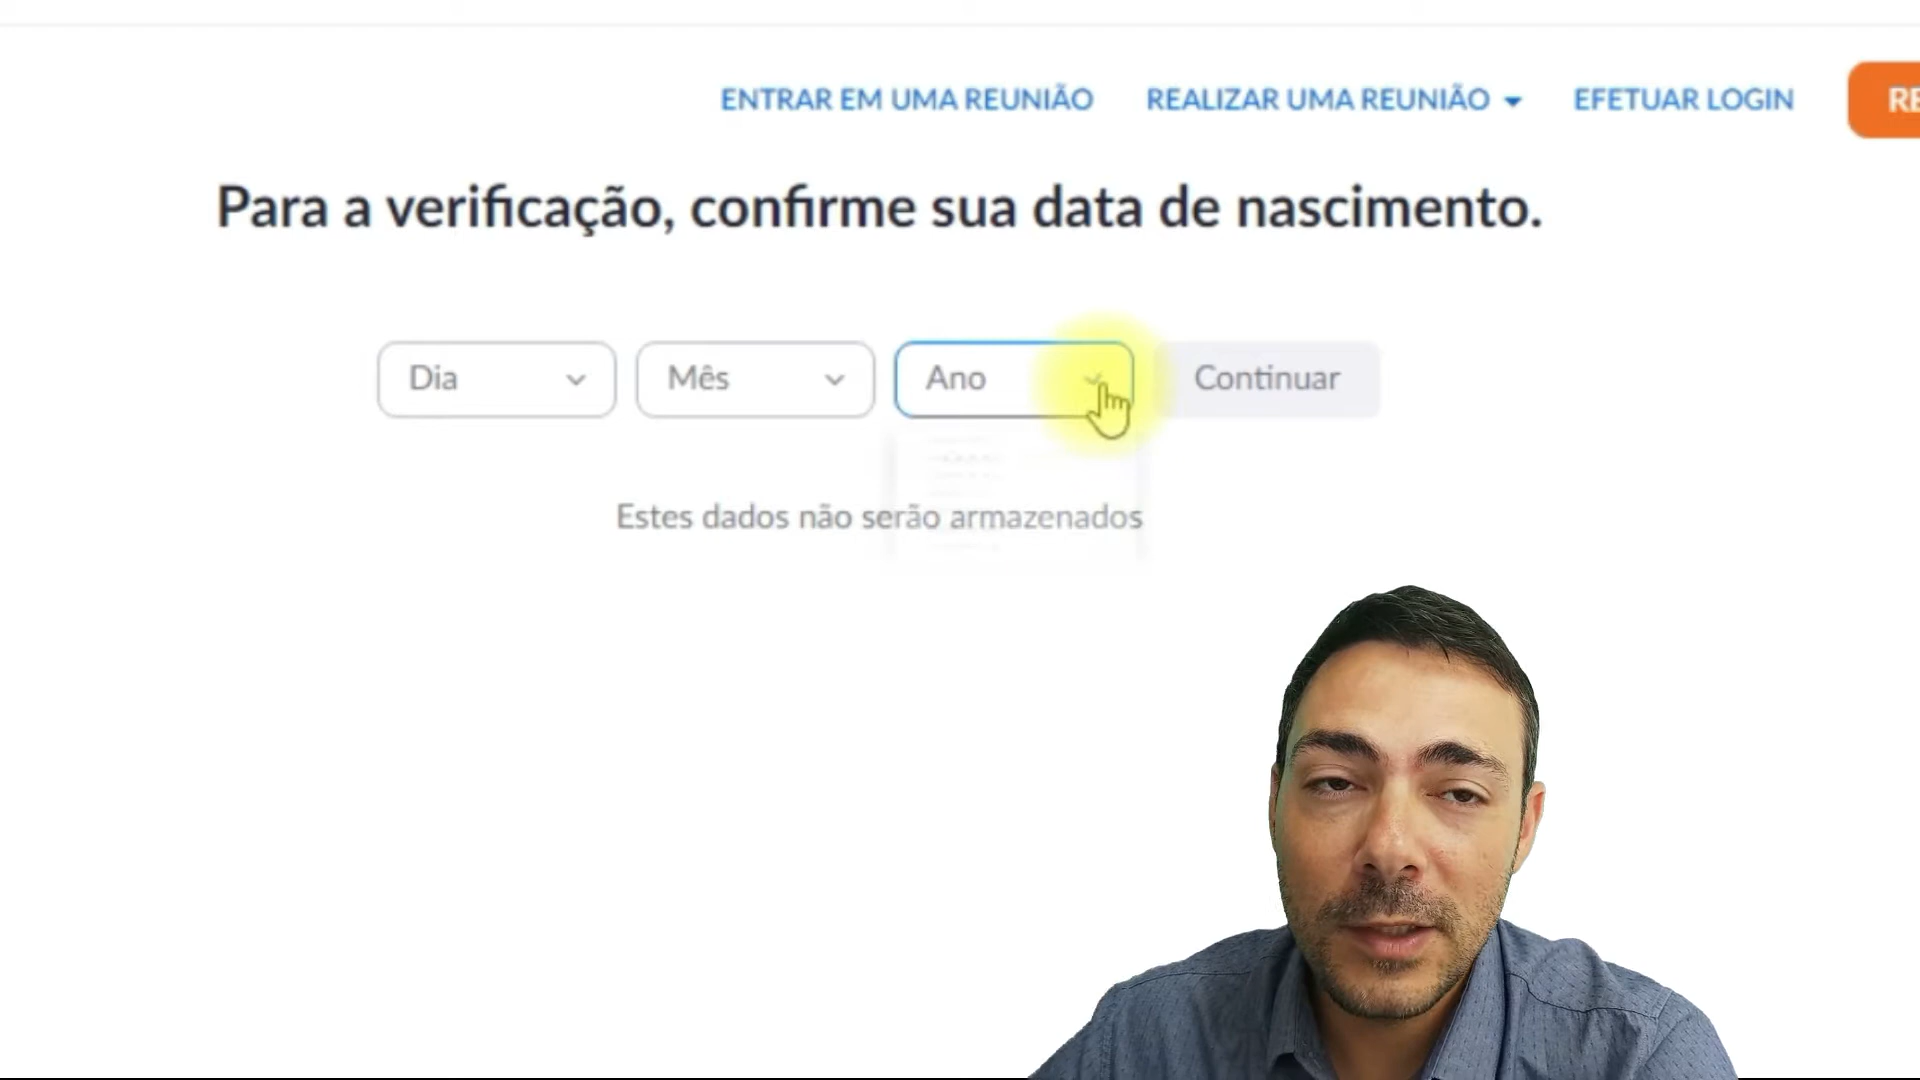 ENTRAR EM UMA REUNIÃO REALIZAR UMA REUNIÃO EFETUAR LOGIN RE
Para a verificação, confirme sua data de nascimento.
Dia Mês Ano Continuar
Estes dados não serão armazenados